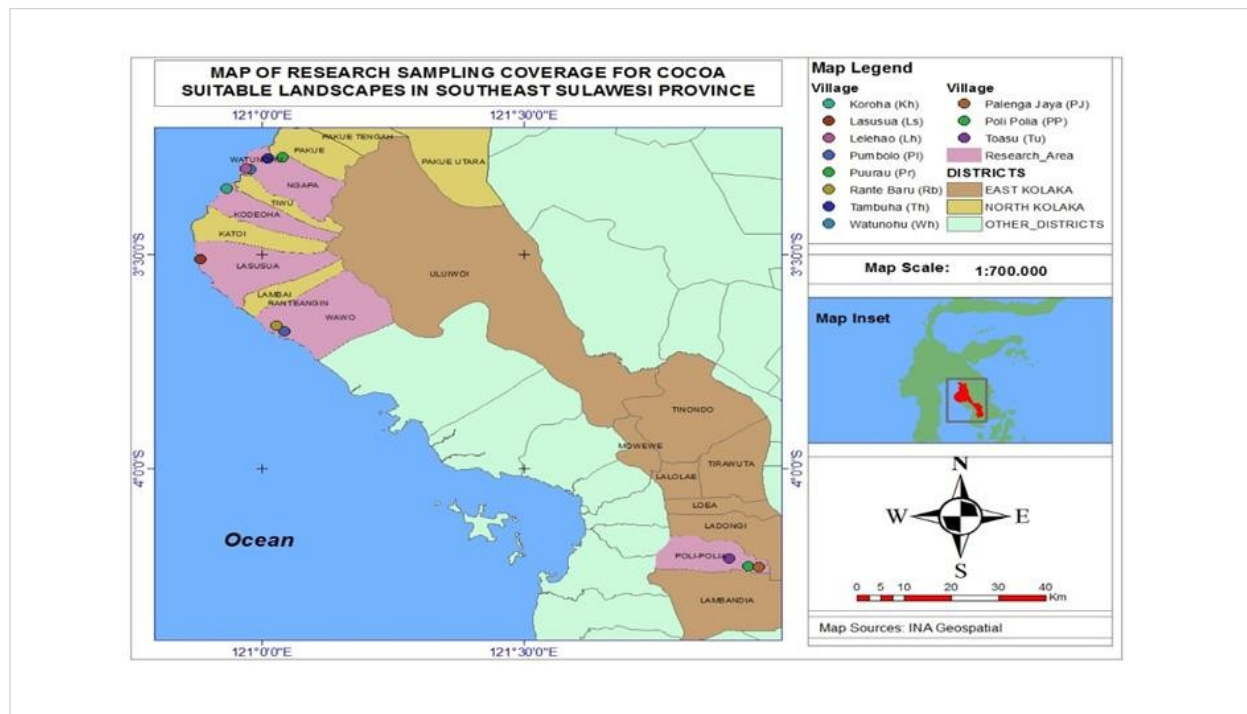 MAP OF RESEARCH SAMPLING COVERAGE FOR COCOA
SUITABLE LANDSCAPES IN SOUTHEAST SULAWESI PROVINCE
121°0'0"E
121°30'0"E
3°30'0"S
4°0'0"S
PAKUE TENGAH
PAKUE
PAKUE UTARA
NGAPA
TIWU
KODEOHA
KATOI
LASUSUA
LAMBAI
RANTEANGIN
WAWO
ULUIWOI
TINONDO
MOWEWE
TIRAWUTA
LALOLAE
LOEA
LADONGI
POLI-POLIA
LAMBANDIA
Ocean
3°30'0"S
4°0'0"S
121°0'0"E
121°30'0"E
Map Legend
Village
Koroha (Kh)
Lasusua (Ls)
Lelehao (Lh)
Pumbolo (Pl)
Puurau (Pr)
Rante Baru (Rb)
Tambuha (Th)
Watunohu (Wh)
Village
Palenga Jaya (PJ)
Poli Polia (PP)
Toasu (Tu)
Research_Area
DISTRICTS
EAST KOLAKA
NORTH KOLAKA
OTHER_DISTRICTS
Map Scale: 1:700.000
Map Inset
N
W
E
S
0 5 10 20 30 40
Km
Map Sources: INA Geospatial